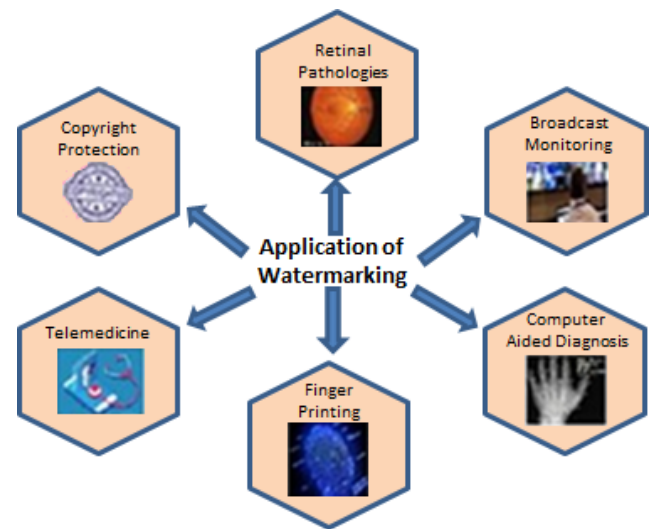 Retinal
Pathologies
Copyright
Protection
Broadcast
Monitoring
Application of
Watermarking
Telemedicine
Computer
Aided Diagnosis
Finger
Printing